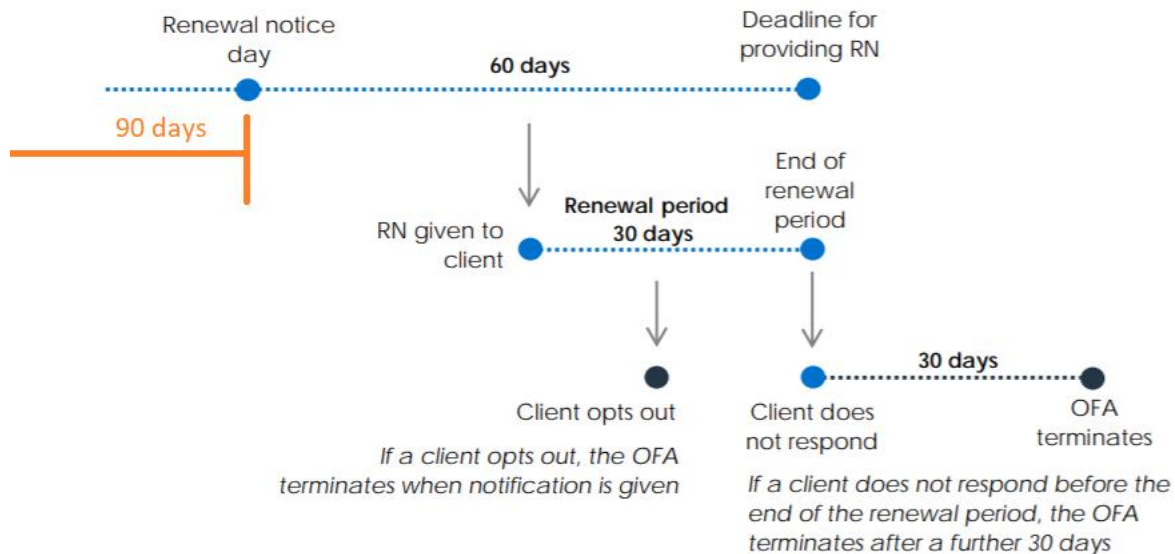 Renewal notice
day
Deadline for
providing RN
60 days
90 days
RN given to
client
Renewal period
30 days
End of
renewal
period
Client opts out
If a client opts out, the OFA
terminates when notification is given
Client does
not respond
30 days
OFA
terminates
If a client does not respond before the
end of the renewal period, the OFA
terminates after a further 30 days